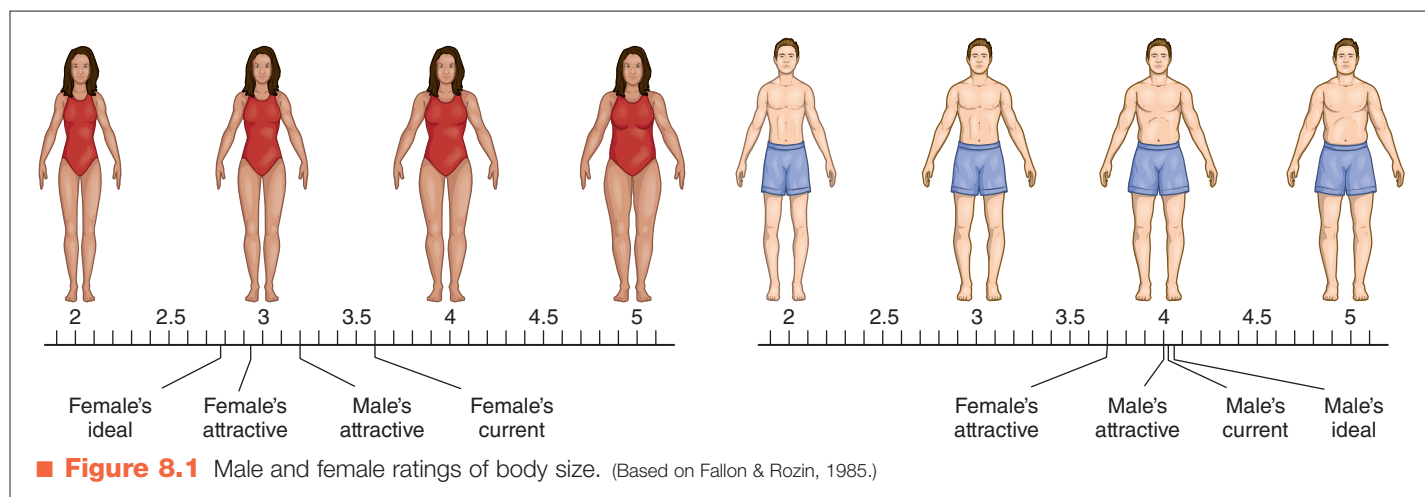 2 2.5 3 3.5 4 4.5 5
Female's ideal
Female's attractive
Male's attractive
Female's current
2 2.5 3 3.5 4 4.5 5
Female's attractive
Male's attractive
Male's current
Male's ideal
■ Figure 8.1 Male and female ratings of body size. (Based on Fallon & Rozin, 1985.)